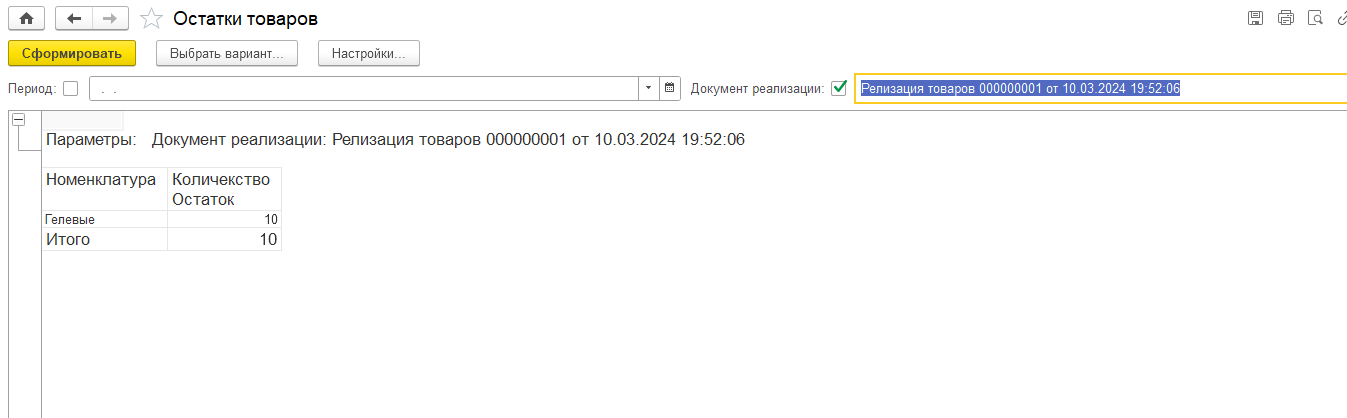 Остатки товаров
Сформировать Выбрать вариант... Настройки...
Период: . . Документ реализации: Релизация товаров 000000001 от 10.03.2024 19:52:06
Параметры: Документ реализации: Релизация товаров 000000001 от 10.03.2024 19:52:06
Номенклатура Количекство
Остаток
Гелевые 10
Итого 10